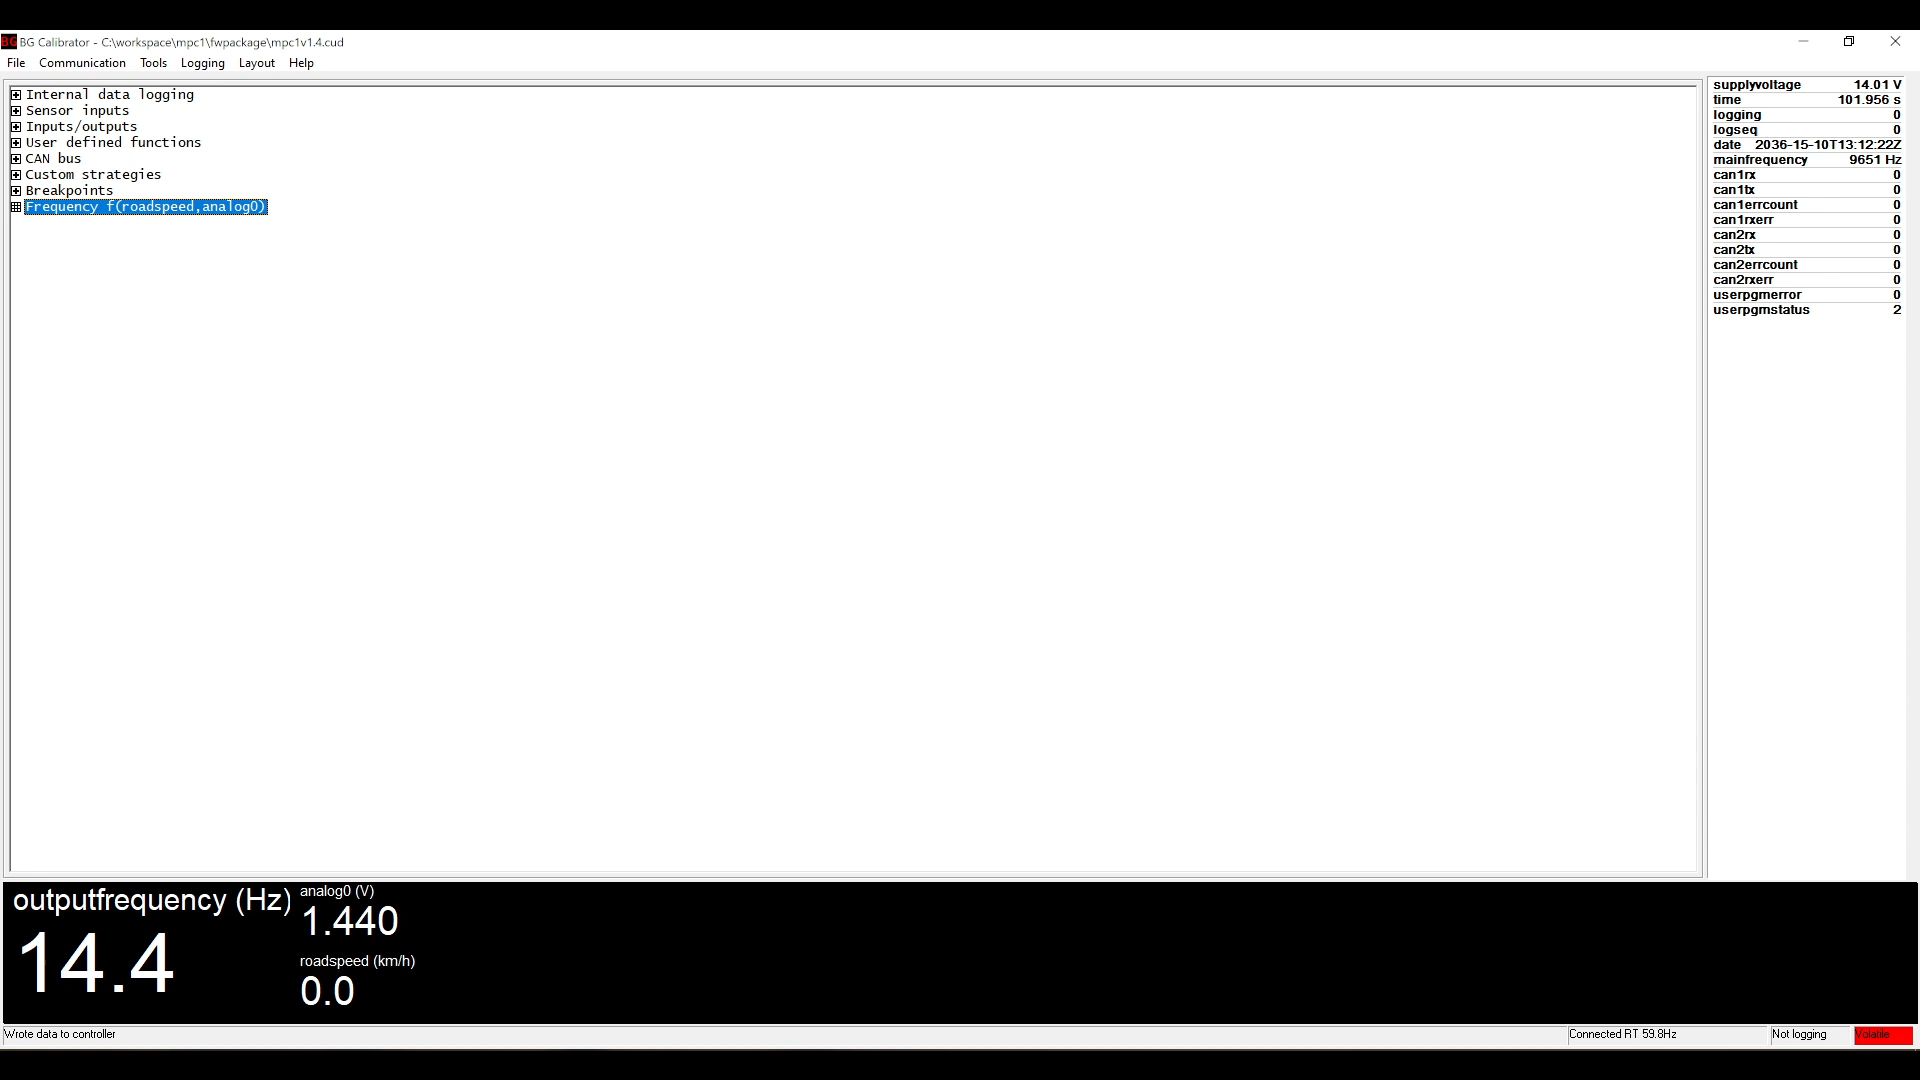 BG BG Calibrator - C:\workspace\mpc1\fwpackage\mpc1v1.4.cud
File Communication Tools Logging Layout Help
Internal data logging
Sensor inputs
Inputs/outputs
User defined functions
CAN bus
Custom strategies
Breakpoints
Frequency f(roadspeed,analog0)
supplyvoltage 14.01 V
time 101.956 s
logging 0
logseq 0
date 2036-15-10T13:12:22Z
mainfrequency 9651 Hz
can1rx 0
can1tx 0
can1errcount 0
can1rxerr 0
can2rx 0
can2tx 0
can2errcount 0
can2rxerr 0
userpgmerror 0
userpgmstatus 2
outputfrequency (Hz)
14.4
analog0 (V)
1.440
roadspeed (km/h)
0.0
Wrote data to controller
Connected RT 59.8Hz
Not logging
Volatile